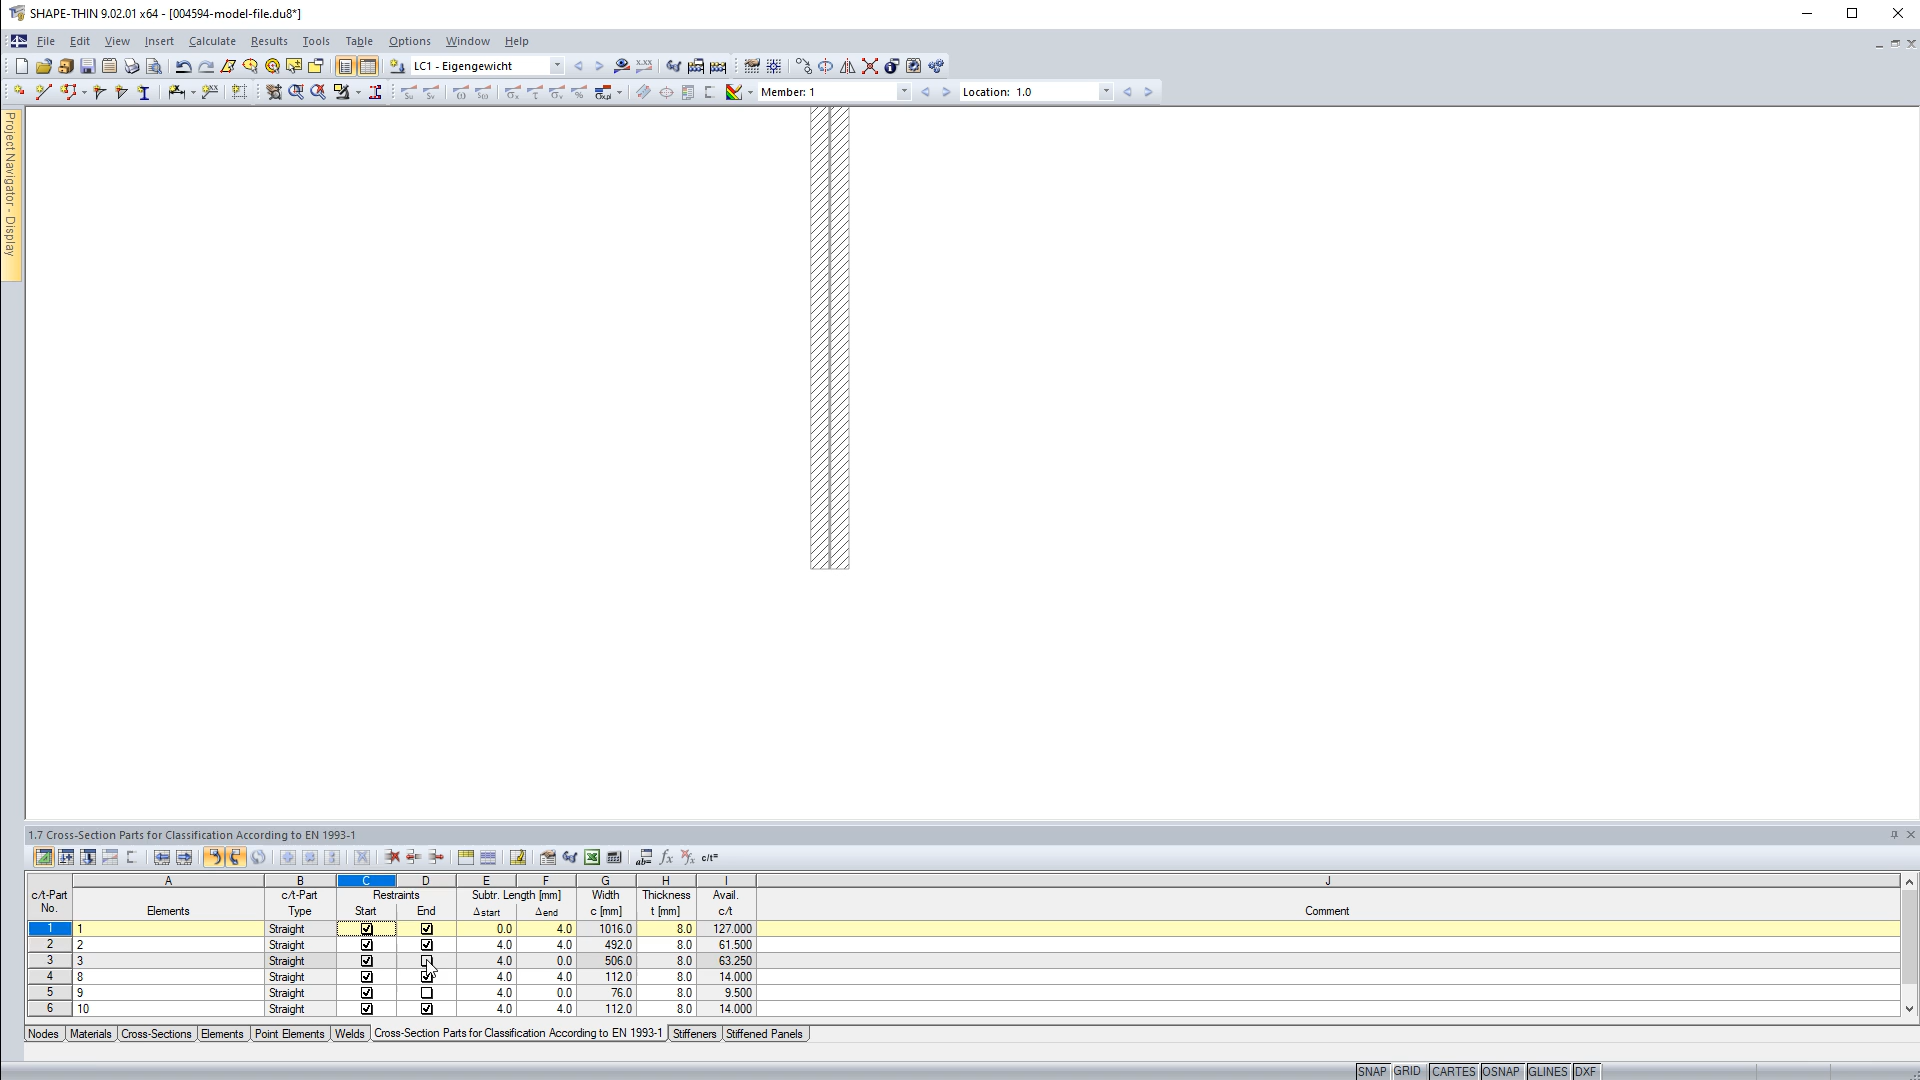 SHAPE-THIN 9.02.01 x64 - [004594-model-file.du8*]
File Edit View Insert Calculate Results Tools Table Options Window Help
LC1 - Eigengewicht
Member: 1 Location: 1.0
Project Navigator - Display
1.7 Cross-Section Parts for Classification According to EN 1993-1
A B C D E F G H I J
c/t-Part c/t-Part Restraints Subtr. Length [mm] Width Thickness Avail.
No. Elements Type Start End Δstart Δend c [mm] t [mm] c/t Comment
1 1 Straight 0.0 4.0 1016.0 8.0 127.000
2 2 Straight 4.0 4.0 492.0 8.0 61.500
3 3 Straight 4.0 0.0 506.0 8.0 63.250
4 8 Straight 4.0 4.0 112.0 8.0 14.000
5 9 Straight 4.0 0.0 76.0 8.0 9.500
6 10 Straight 4.0 4.0 112.0 8.0 14.000
Nodes Materials Cross-Sections Elements Point Elements Welds Cross-Section Parts for Classification According to EN 1993-1 Stiffeners Stiffened Panels
SNAP GRID CARTES OSNAP GLINES DXF